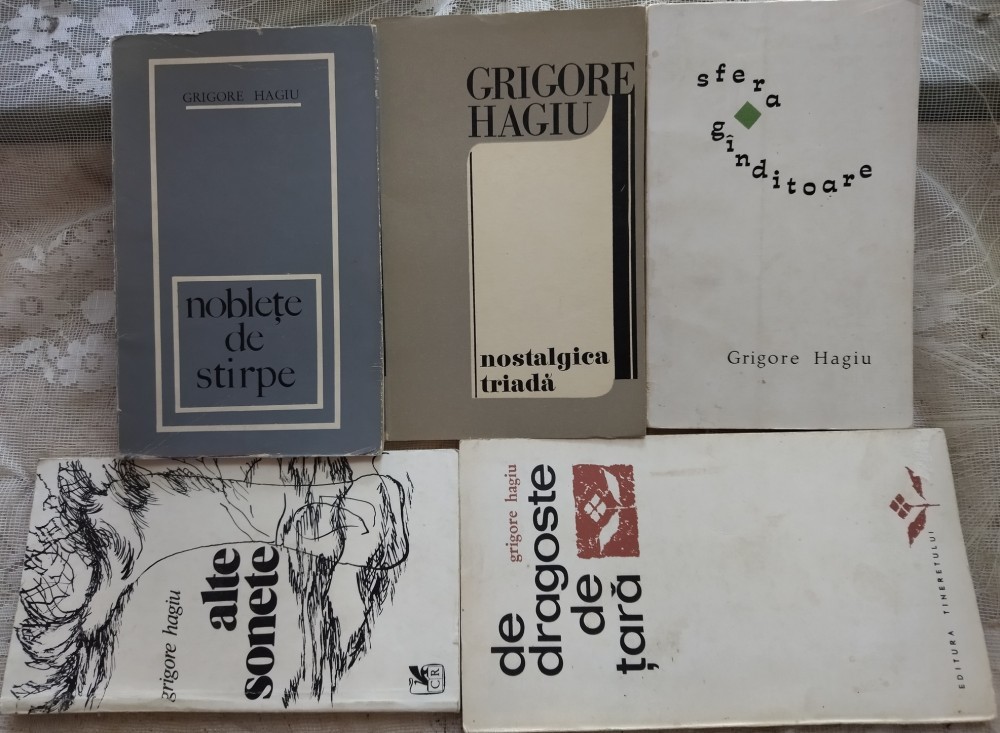 GRIGORE HAGIU
noblețe
de
stirpe
GRIGORE
HAGIU
nostalgica
triadă
sfera
gînditoare
Grigore Hagiu
grigore hagiu
alte
sonete
CR
grigore hagiu
de
dragoste
de
țară
EDITURA TINERETULUI